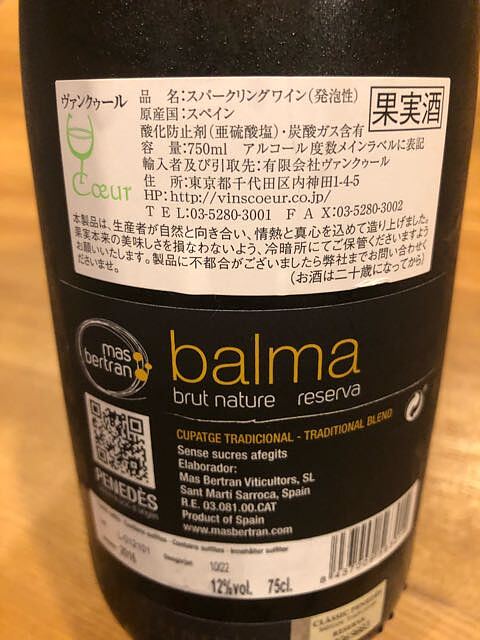 ヴァンクゥール
Cœur
品　名：スパークリングワイン（発泡性）
原産国：スペイン
果実酒
酸化防止剤（亜硫酸塩）・炭酸ガス含有
容　量：750ml　アルコール度数メインラベルに表記
輸入者及び引取先：有限会社ヴァンクゥール
住　所：東京都千代田区内神田1-4-5
HP:http://vinscoeur.co.jp/
TEL:03-5280-3001　FAX:03-5280-3002
本製品は、生産者が自然と向き合い、情熱と真心を込めて造り上げました。
果実本来の美味しさを損なわないよう、冷暗所にてご保管くださいますよう
お願いいたします。製品に不都合がございましたら弊社までお問い合わせく
ださいませ。
（お酒は二十歳になってから）
mas
bertran
balma
brut nature reserva
CUPATGE TRADICIONAL - TRADITIONAL BLEND
Sense sucres afegits
Elaborador:
Mas Bertran Viticultors, SL
Sant Martí Sarroca, Spain
R.E. 03.081.00.CAT
Product of Spain
www.masbertran.com
PENEDÈS
Contains sulfites
2016
10/22
12%vol. 75cl.
CLÀSSIC PENEDÈS
RESERVA